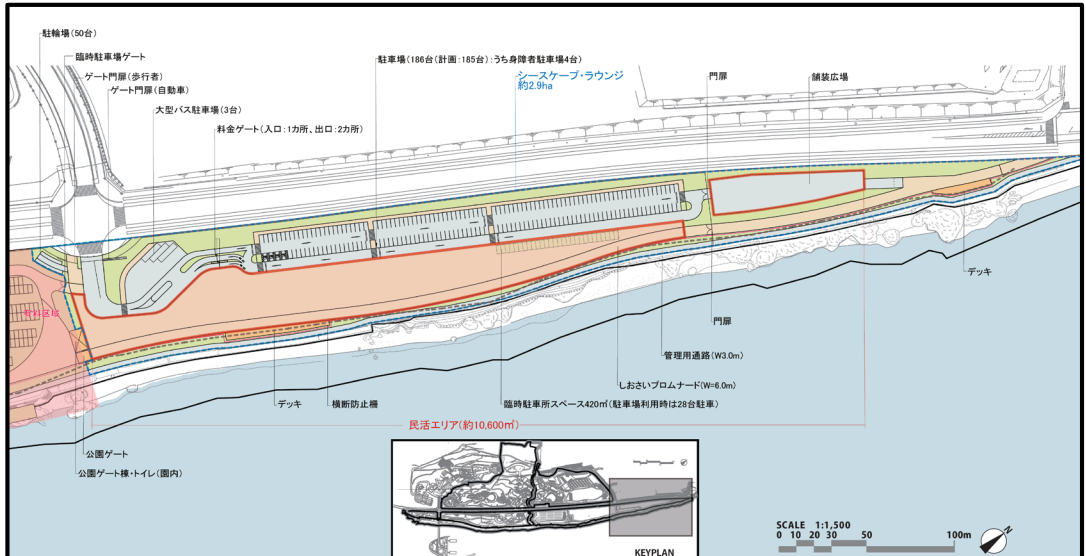 駐輪場(50台)
臨時駐車場ゲート
ゲート門扉(歩行者)
ゲート門扉(自動車)
大型バス駐車場(3台)
料金ゲート(入口:1カ所、出口:2カ所)
駐車場(186台(計画:185台):うち身障者駐車場4台)
シースケープ・ラウンジ
約2.9ha
門扉
舗装広場
有料区域
デッキ
門扉
管理用通路(W3.0m)
しおさいプロムナード(W=6.0m)
臨時駐車所スペース420㎡(駐車場利用時は28台駐車)
デッキ
横断防止柵
民活エリア(約10,600㎡)
公園ゲート
公園ゲート棟・トイレ(園内)
KEYPLAN
SCALE 1:1,500
0 10 20 30 50 100m
N